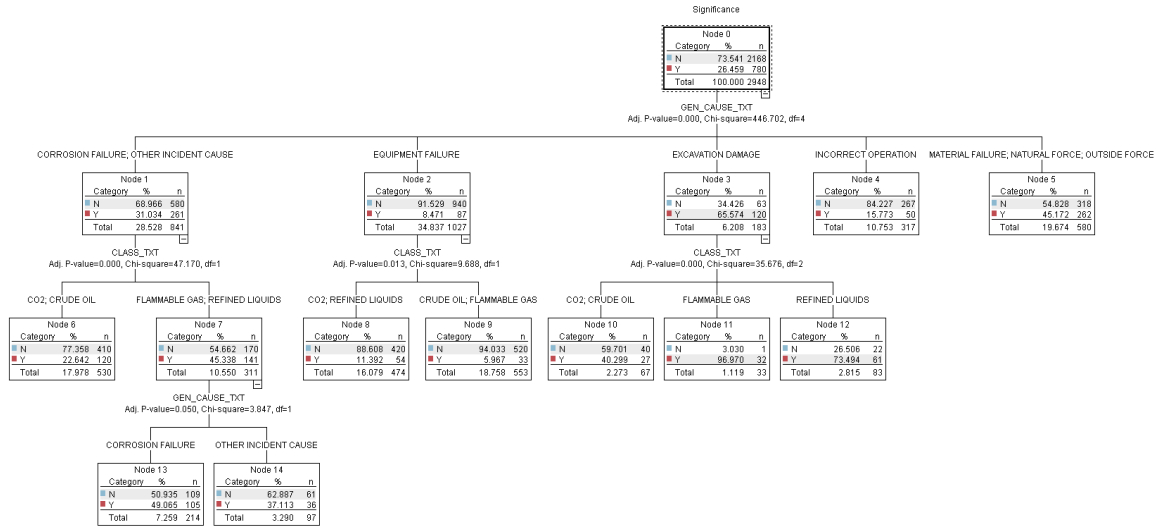 Significance
Node 0
Category % n
N 73.541 2168
Y 26.459 780
Total 100.000 2948
GEN_CAUSE_TXT
Adj. P-value=0.000, Chi-square=446.702, df=4
CORROSION FAILURE; OTHER INCIDENT CAUSE
EQUIPMENT FAILURE
EXCAVATION DAMAGE
INCORRECT OPERATION
MATERIAL FAILURE; NATURAL FORCE; OUTSIDE FORCE
Node 1
Category % n
N 68.966 580
Y 31.034 261
Total 28.528 841
Node 2
Category % n
N 91.529 940
Y 8.471 87
Total 34.837 1027
Node 3
Category % n
N 34.426 63
Y 65.574 120
Total 6.208 183
Node 4
Category % n
N 84.227 267
Y 15.773 50
Total 10.753 317
Node 5
Category % n
N 54.828 318
Y 45.172 262
Total 19.674 580
CLASS_TXT
Adj. P-value=0.000, Chi-square=47.170, df=1
CLASS_TXT
Adj. P-value=0.013, Chi-square=9.688, df=1
CLASS_TXT
Adj. P-value=0.000, Chi-square=35.676, df=2
CO2; CRUDE OIL
FLAMMABLE GAS; REFINED LIQUIDS
CO2; REFINED LIQUIDS
CRUDE OIL; FLAMMABLE GAS
CO2; CRUDE OIL
FLAMMABLE GAS
REFINED LIQUIDS
Node 6
Category % n
N 77.358 410
Y 22.642 120
Total 17.978 530
Node 7
Category % n
N 54.662 170
Y 45.338 141
Total 10.550 311
Node 8
Category % n
N 88.608 420
Y 11.392 54
Total 16.079 474
Node 9
Category % n
N 94.033 520
Y 5.967 33
Total 18.758 553
Node 10
Category % n
N 59.701 40
Y 40.299 27
Total 2.273 67
Node 11
Category % n
N 3.030 1
Y 96.970 32
Total 1.119 33
Node 12
Category % n
N 26.506 22
Y 73.494 61
Total 2.815 83
GEN_CAUSE_TXT
Adj. P-value=0.050, Chi-square=3.847, df=1
CORROSION FAILURE
OTHER INCIDENT CAUSE
Node 13
Category % n
N 50.935 109
Y 49.065 105
Total 7.259 214
Node 14
Category % n
N 62.887 61
Y 37.113 36
Total 3.290 97